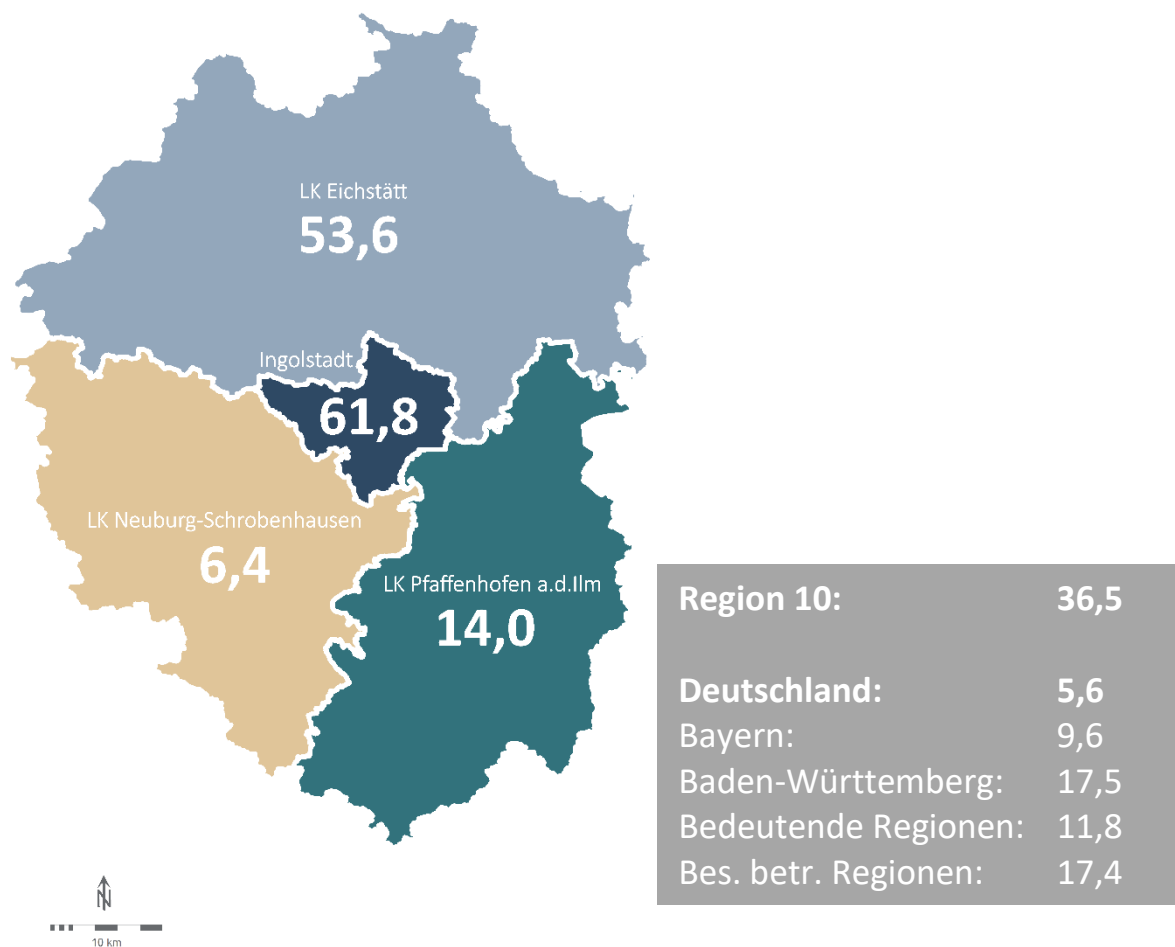 LK Eichstätt
53,6
Ingolstadt
61,8
LK Neuburg-Schrobenhausen
6,4
LK Pfaffenhofen a.d.Ilm
14,0
Region 10: 36,5
Deutschland: 5,6
Bayern: 9,6
Baden-Württemberg: 17,5
Bedeutende Regionen: 11,8
Bes. betr. Regionen: 17,4
N
10 km